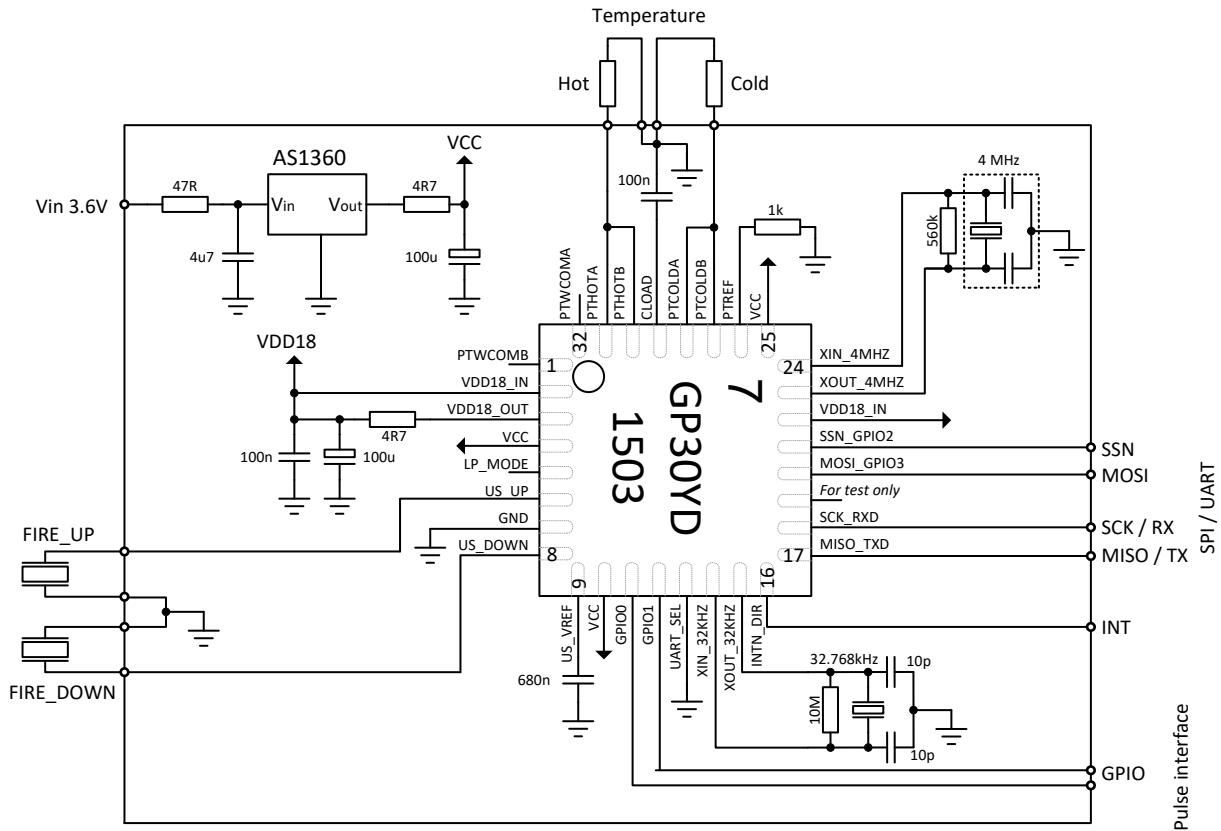 Temperature
Hot
Cold
AS1360
VCC
4 MHz
Vin 3.6V
47R
Vin
Vout
4R7
100n
1k
560k
4u7
100u
PTWCOMA
PTHOTA
PTHOTB
CLOAD
PTCOLDA
PTCOLDB
PTREF
VCC
VDD18
32
25
PTWCOMB
1
24
XIN_4MHZ
VDD18_IN
XOUT_4MHZ
VDD18_OUT
VDD18_IN
4R7
100n
100u
VCC
SSN_GPIO2
SSN
LP_MODE
MOSI_GPIO3
MOSI
US_UP
For test only
GND
SCK_RXD
SCK / RX
US_DOWN
8
17
MISO_TXD
MISO / TX
SPI / UART
7
GP30YD
1503
FIRE_UP
FIRE_DOWN
9
16
US_VREF
VCC
GPIO0
GPIO1
UART_SEL
XIN_32KHZ
XOUT_32KHZ
INTN_DIR
INT
680n
32.768kHz
10p
10M
10p
GPIO
Pulse interface